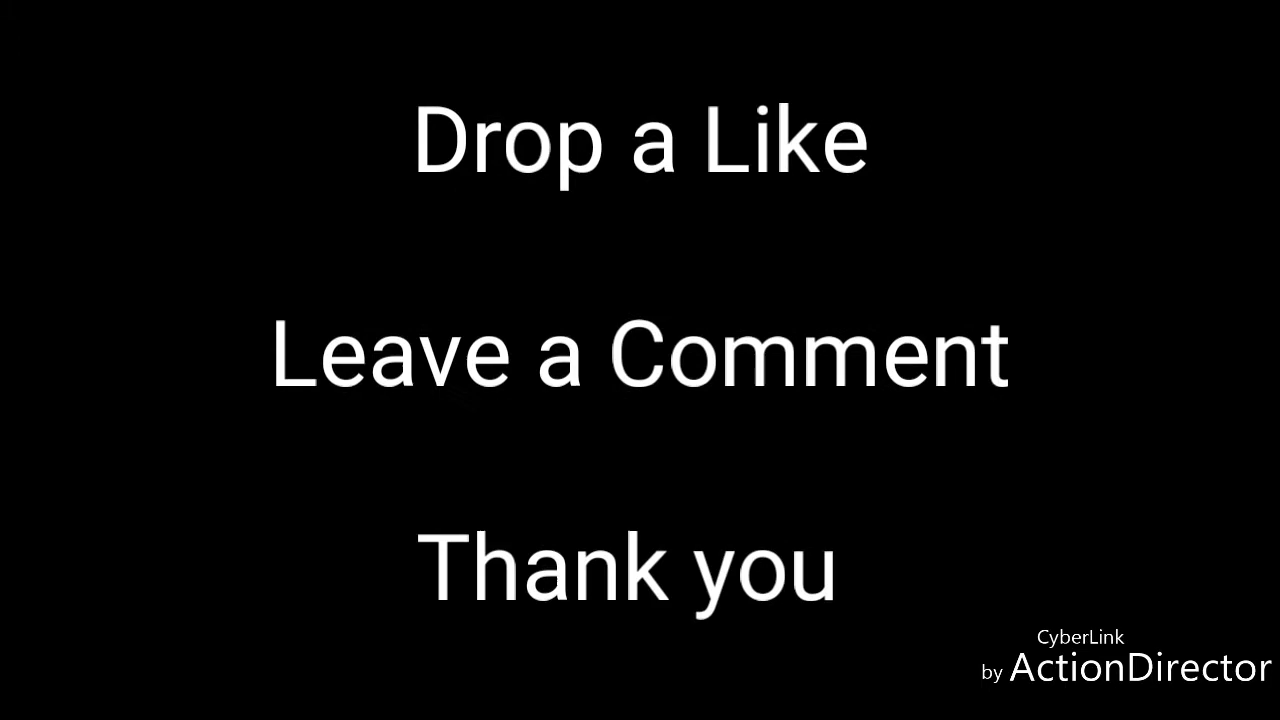 Drop a Like
Leave a Comment
Thank you
CyberLink
by ActionDirector